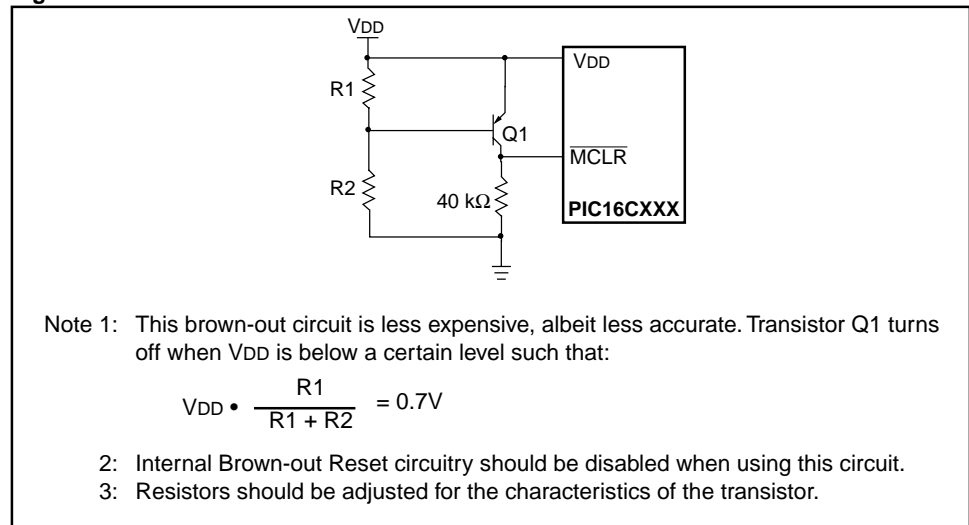 VDD
VDD
R1
Q1
MCLR
R2
40 kΩ
PIC16CXXX
Note 1: This brown-out circuit is less expensive, albeit less accurate. Transistor Q1 turns
off when VDD is below a certain level such that:
VDD • R1 / R1 + R2 = 0.7V
2: Internal Brown-out Reset circuitry should be disabled when using this circuit.
3: Resistors should be adjusted for the characteristics of the transistor.